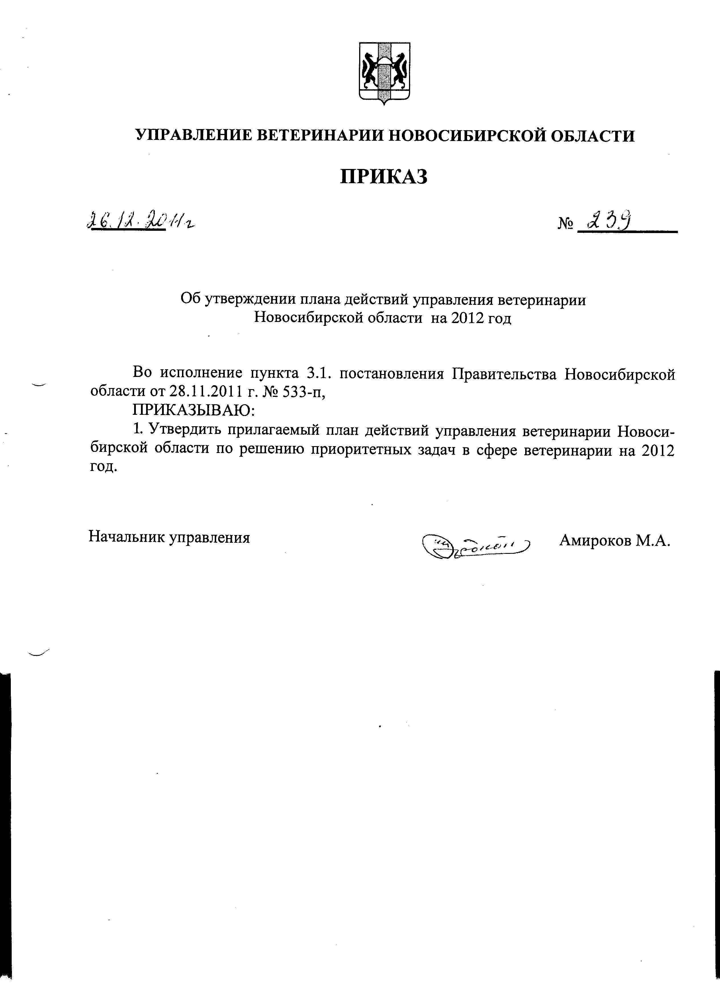 УПРАВЛЕНИЕ ВЕТЕРИНАРИИ НОВОСИБИРСКОЙ ОБЛАСТИ
ПРИКАЗ
26.12.2011г № 239
Об утверждении плана действий управления ветеринарии
Новосибирской области на 2012 год
Во исполнение пункта 3.1. постановления Правительства Новосибирской
области от 28.11.2011 г. № 533-п,
ПРИКАЗЫВАЮ:
1. Утвердить прилагаемый план действий управления ветеринарии Новоси-
бирской области по решению приоритетных задач в сфере ветеринарии на 2012
год.
Начальник управления Амироков М.А.